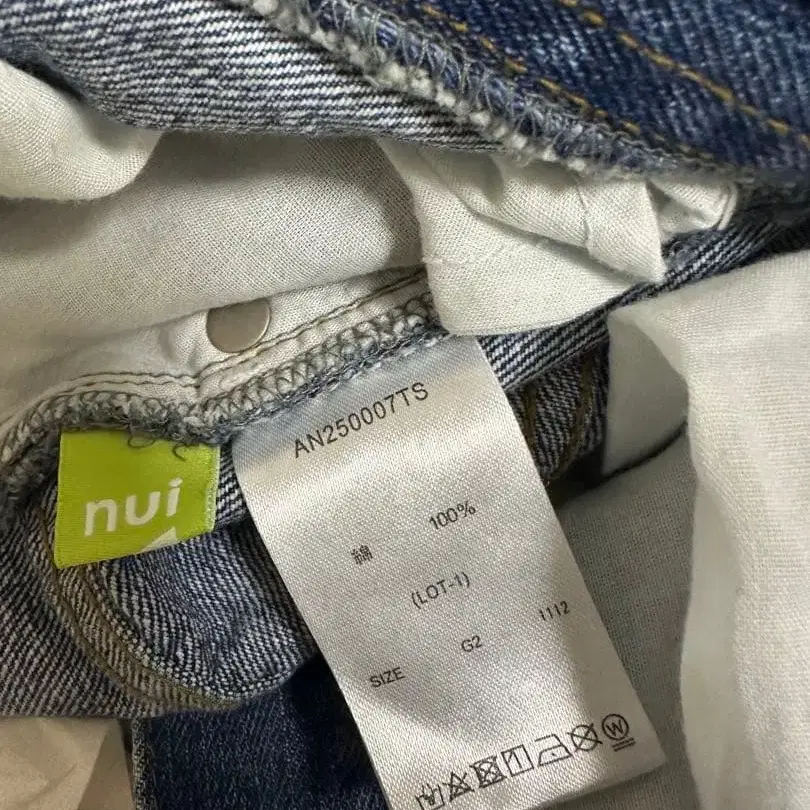 nui
AN250007TS
綿 100%
(LOT-1)
1112
SIZE G2
W